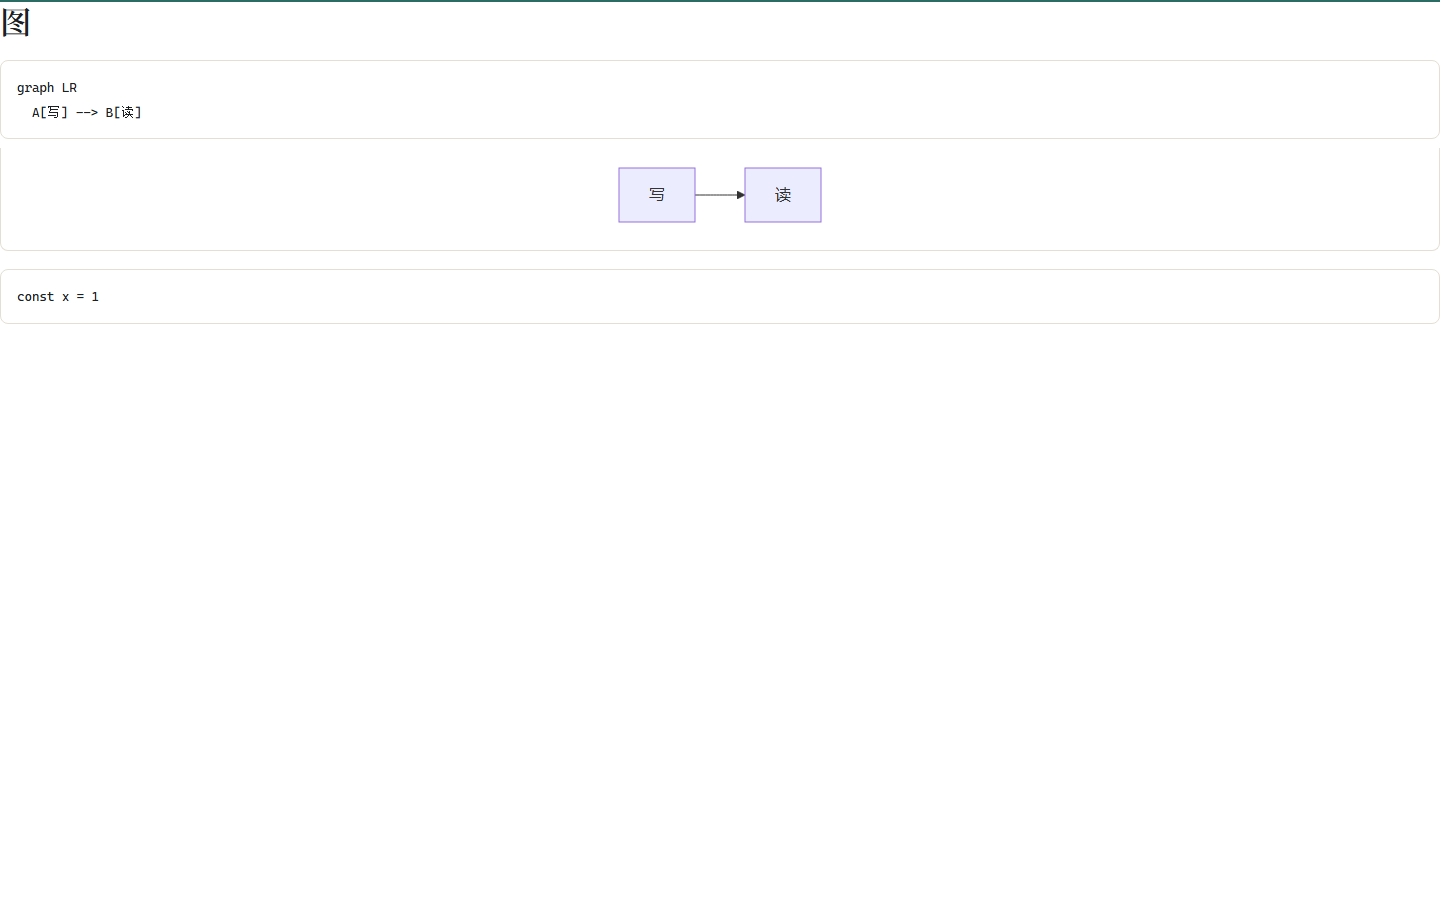 图
graph LR
  A[写] --> B[读]
写
读
const x = 1